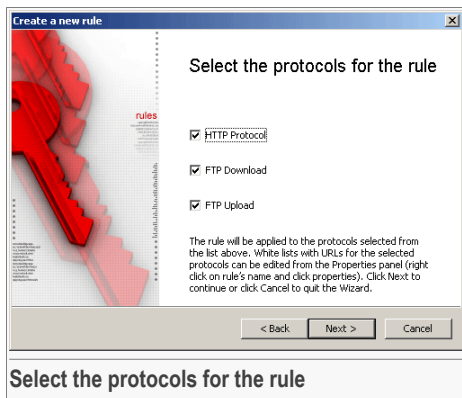 Create a new rule
Select the protocols for the rule
rules
HTTP Protocol
FTP Download
FTP Upload
The rule will be applied to the protocols selected from
the list above. White lists with URLs for the selected
protocols can be edited from the Properties panel (right
click on rule's name and click properties). Click Next to
continue or click Cancel to quit the Wizard.
< Back
Next >
Cancel
Select the protocols for the rule